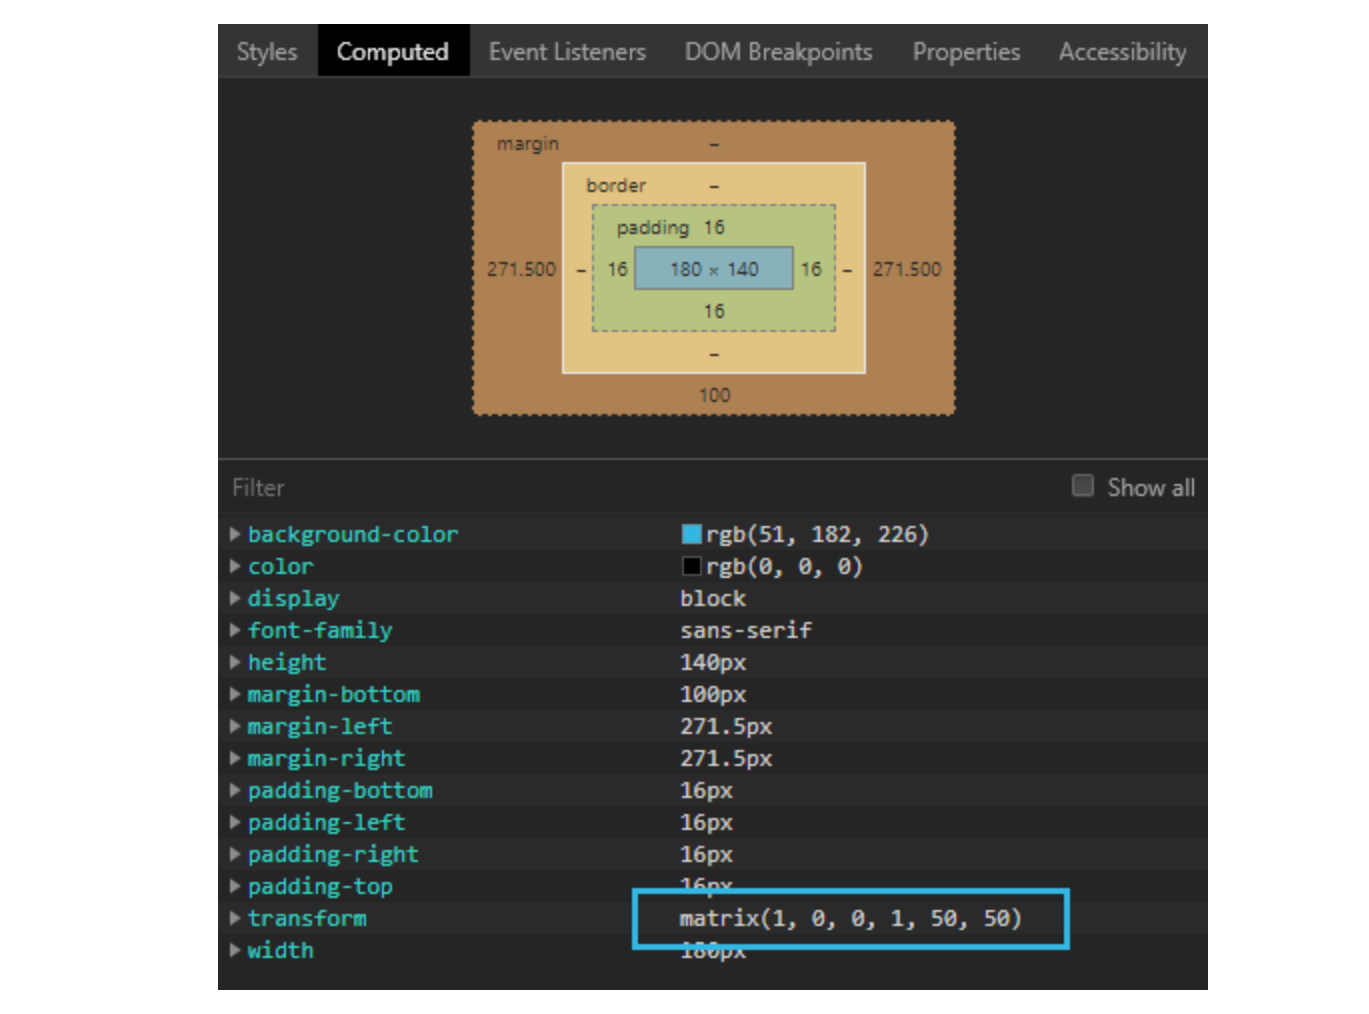 Styles Computed Event Listeners DOM Breakpoints Properties Accessibility
margin –
border –
padding 16
271.500 – 16 180 × 140 16 – 271.500
16
–
100
Filter Show all
background-color rgb(51, 182, 226)
color rgb(0, 0, 0)
display block
font-family sans-serif
height 140px
margin-bottom 100px
margin-left 271.5px
margin-right 271.5px
padding-bottom 16px
padding-left 16px
padding-right 16px
padding-top 16px
transform matrix(1, 0, 0, 1, 50, 50)
width 180px